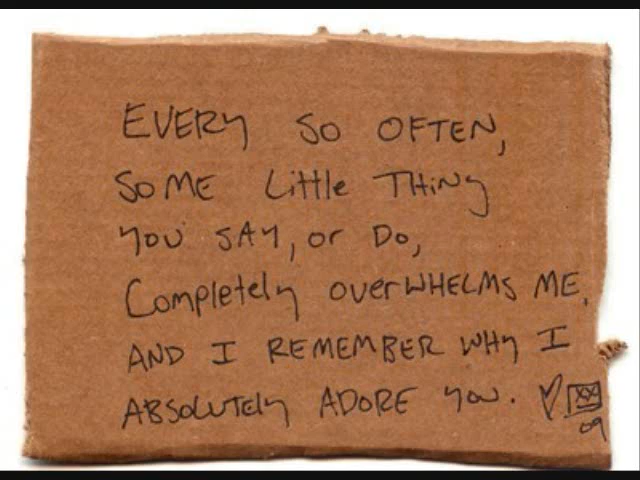 EVERY SO OFTEN,
SOME Little THiNg
YOU SAY, or Do,
Completely overWHELMS ME,
AND I REMEMBER WHY I
ABSOLUTEly ADORE YOU. ♡ XX
09